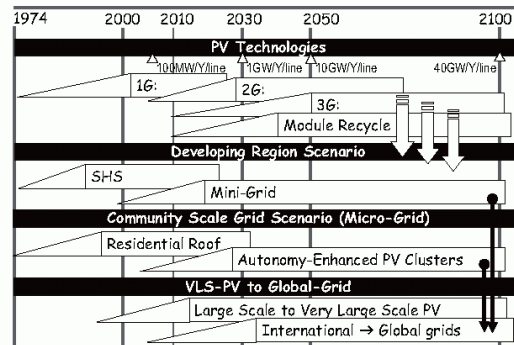 1974 2000 2010 2030 2050 2100
PV Technologies
100MW/Y/line 1GW/Y/line 10GW/Y/line 40GW/Y/line
1G:
2G:
3G:
Module Recycle
Developing Region Scenario
SHS
Mini-Grid
Community Scale Grid Scenario (Micro-Grid)
Residential Roof
Autonomy-Enhanced PV Clusters
VLS-PV to Global-Grid
Large Scale to Very Large Scale PV
International → Global grids